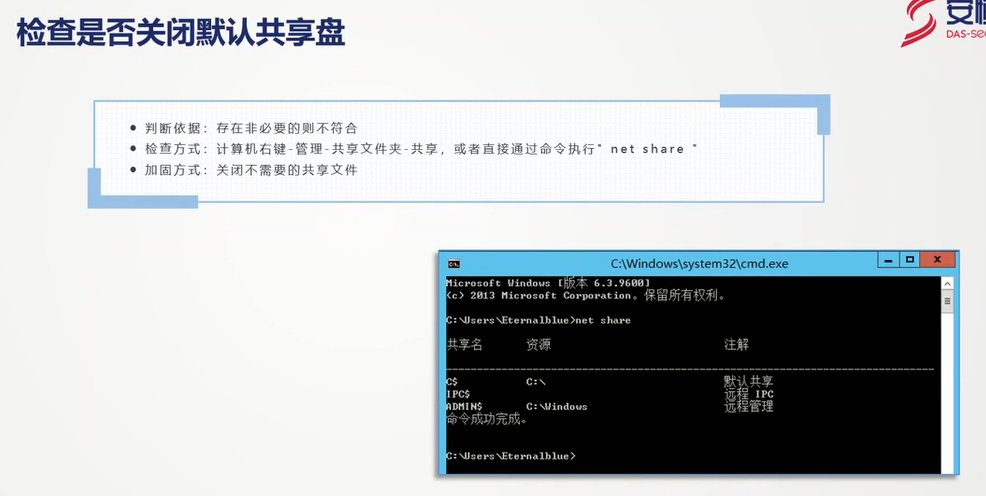 检查是否关闭默认共享盘
DAS-sec
判断依据：存在非必要的则不符合
检查方式：计算机右键-管理-共享文件夹-共享，或者直接通过命令执行" net share "
加固方式：关闭不需要的共享文件
C:\Windows\system32\cmd.exe
Microsoft Windows [版本 6.3.9600]
(c) 2013 Microsoft Corporation。保留所有权利。
C:\Users\Eternalblue>net share
共享名 资源 注解
C$ C:\ 默认共享
IPC$ 远程 IPC
ADMIN$ C:\Windows 远程管理
命令成功完成。
C:\Users\Eternalblue>